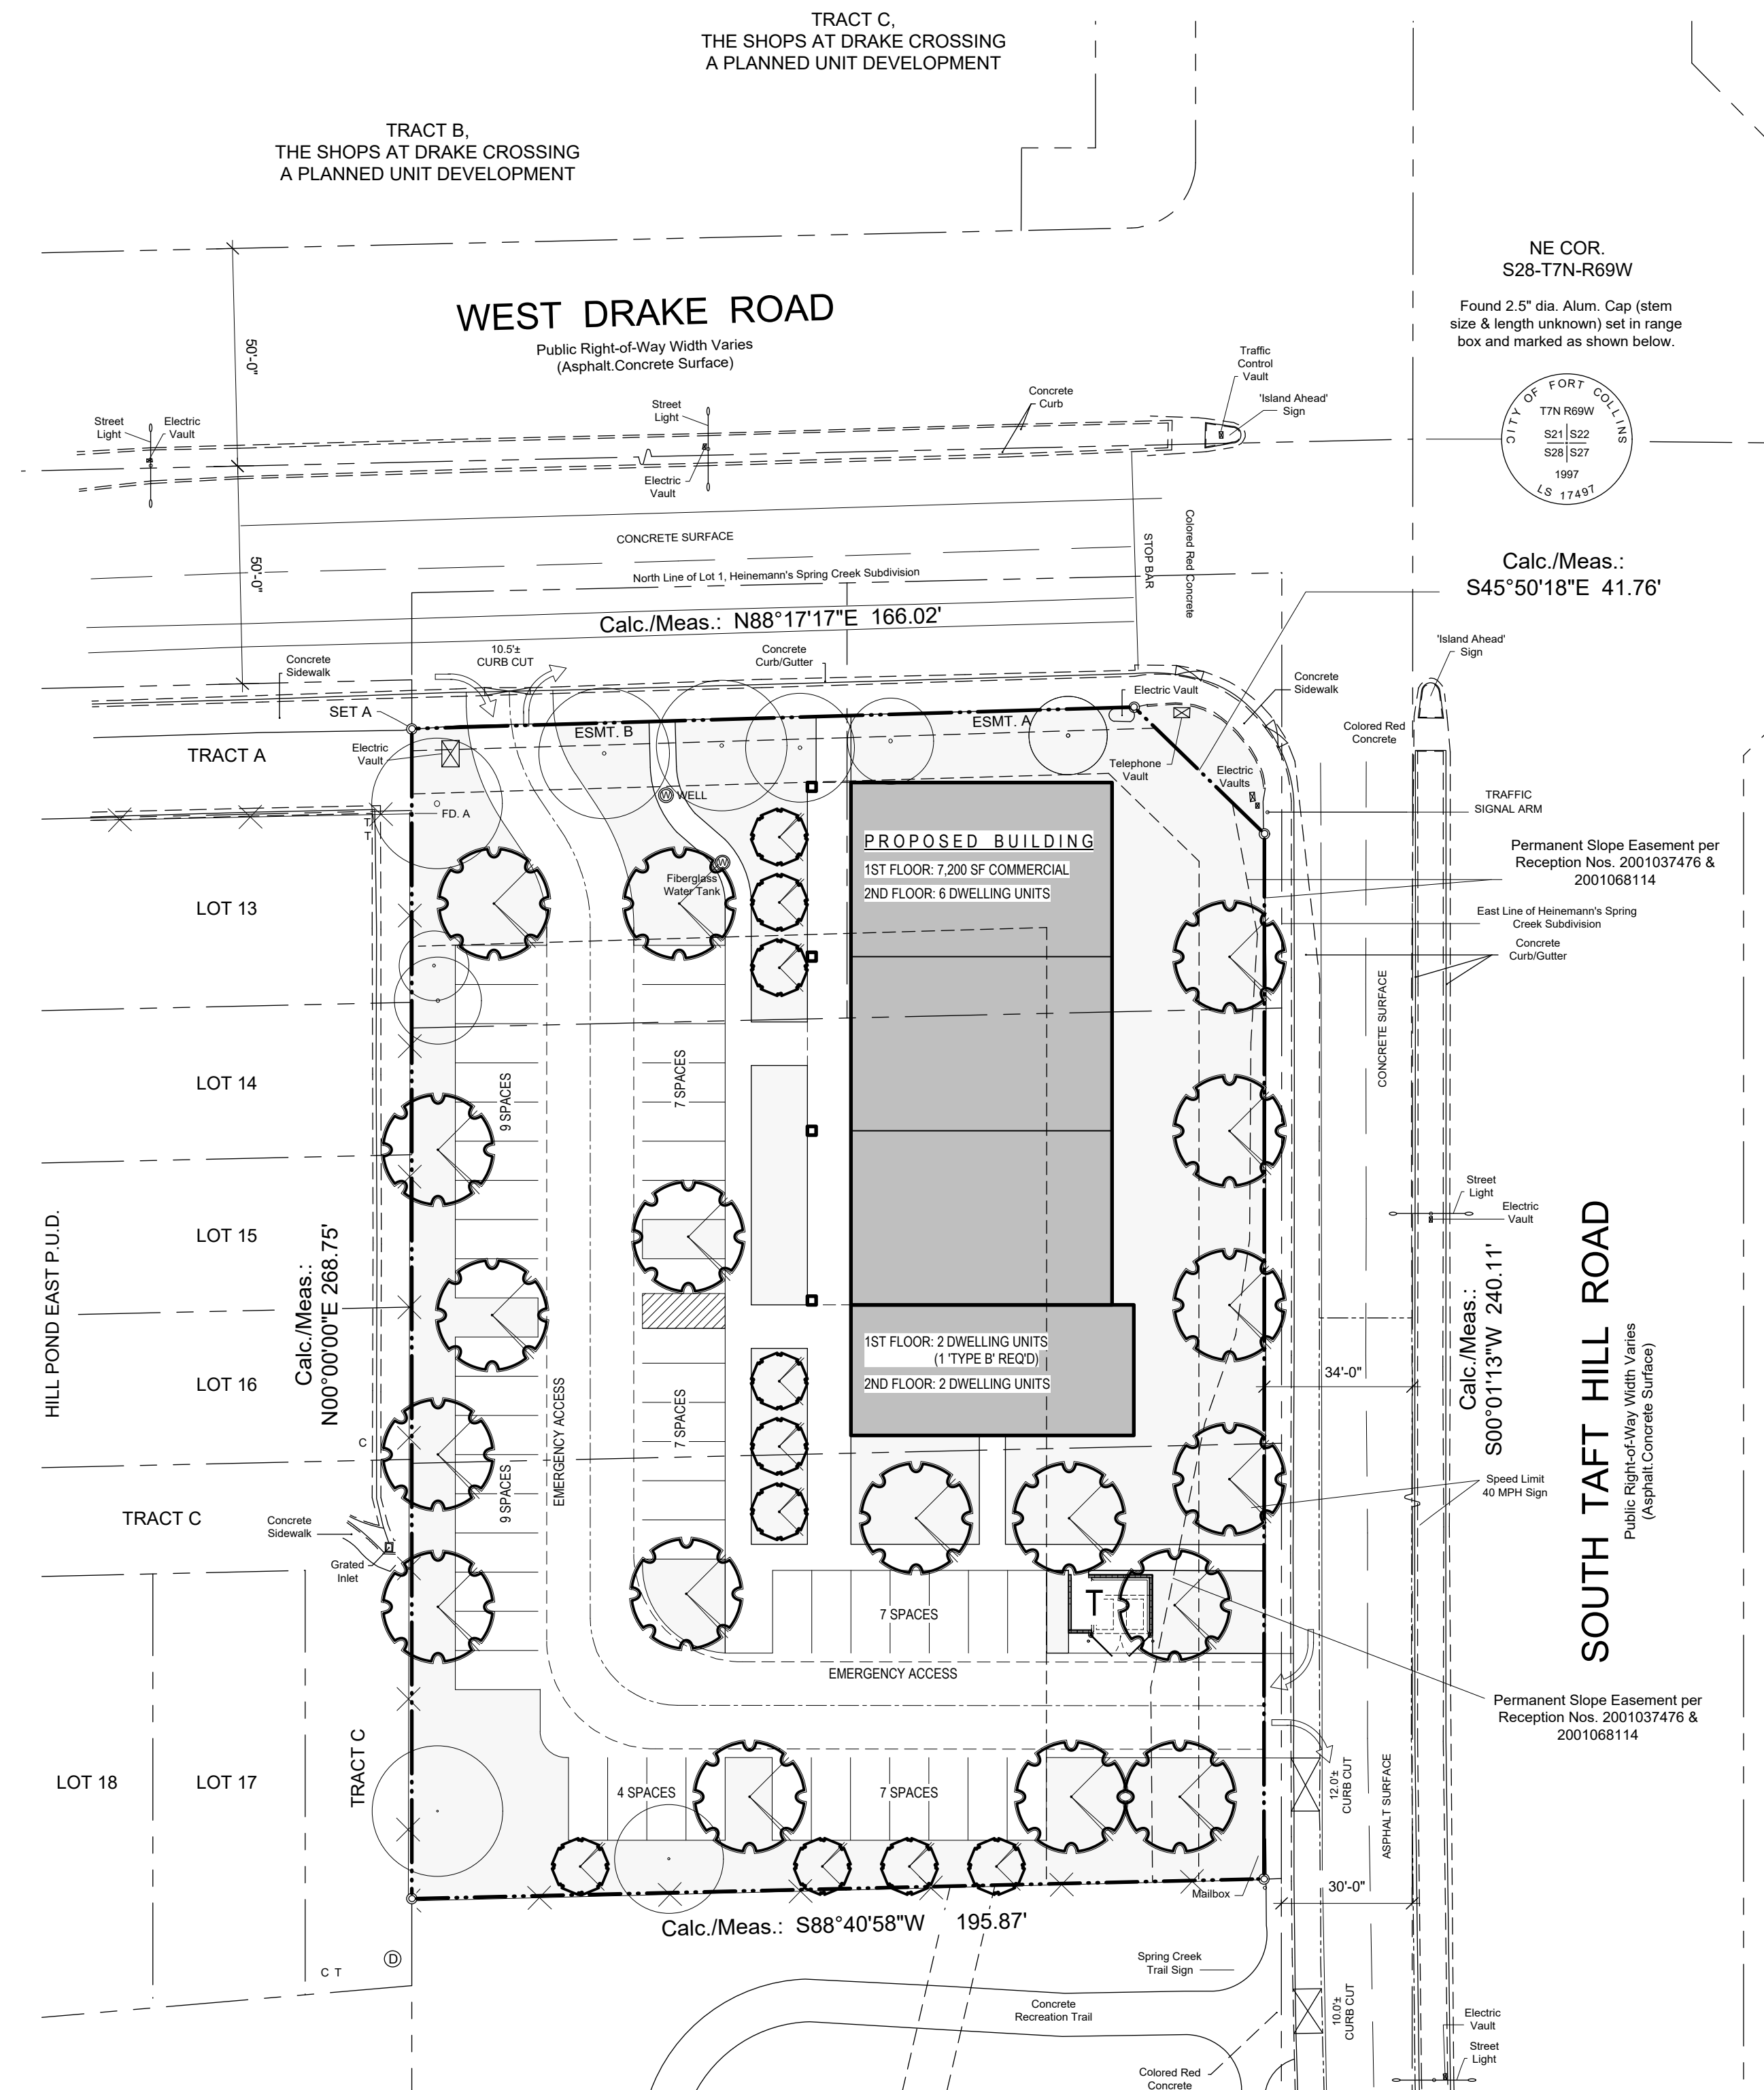 TRACT C,
THE SHOPS AT DRAKE CROSSING
A PLANNED UNIT DEVELOPMENT
TRACT B,
THE SHOPS AT DRAKE CROSSING
A PLANNED UNIT DEVELOPMENT
NE COR.
S28-T7N-R69W
Found 2.5" dia. Alum. Cap (stem
size & length unknown) set in range
box and marked as shown below.
CITY OF FORT COLLINS
T7N R69W
S21 S22
S28 S27
1997
LS 17497
WEST DRAKE ROAD
Public Right-of-Way Width Varies
(Asphalt.Concrete Surface)
50'-0"
50'-0"
Street
Light
Electric
Vault
Street
Light
Electric
Vault
Concrete
Curb
Traffic
Control
Vault
'Island Ahead'
Sign
CONCRETE SURFACE
North Line of Lot 1, Heinemann's Spring Creek Subdivision
STOP BAR
Colored Red Concrete
Calc./Meas.:
S45°50'18"E 41.76'
Calc./Meas.: N88°17'17"E 166.02'
10.5'±
CURB CUT
Concrete
Curb/Gutter
Concrete
Sidewalk
SET A
TRACT A
Electric
Vault
FD. A
T
T
ESMT. B
ESMT. A
WELL
W
W
Fiberglass
Water Tank
Electric Vault
Telephone
Vault
Electric
Vaults
Concrete
Sidewalk
'Island Ahead'
Sign
Colored Red
Concrete
TRAFFIC
SIGNAL ARM
Permanent Slope Easement per
Reception Nos. 2001037476 &
2001068114
East Line of Heinemann's Spring
Creek Subdivision
Concrete
Curb/Gutter
PROPOSED BUILDING
1ST FLOOR: 7,200 SF COMMERCIAL
2ND FLOOR: 6 DWELLING UNITS
LOT 13
LOT 14
LOT 15
LOT 16
HILL POND EAST P.U.D.
Calc./Meas.:
N00°00'00"E 268.75'
9 SPACES
7 SPACES
CONCRETE SURFACE
Street
Light
Electric
Vault
1ST FLOOR: 2 DWELLING UNITS
(1 'TYPE B' REQ'D)
2ND FLOOR: 2 DWELLING UNITS
34'-0"
Calc./Meas.:
S00°01'13"W 240.11'
SOUTH TAFT HILL ROAD
Public Right-of-Way Width Varies
(Asphalt.Concrete Surface)
C
9 SPACES
EMERGENCY ACCESS
7 SPACES
Speed Limit
40 MPH Sign
TRACT C
Concrete
Sidewalk
Grated
Inlet
7 SPACES
T
EMERGENCY ACCESS
Permanent Slope Easement per
Reception Nos. 2001037476 &
2001068114
LOT 18
LOT 17
TRACT C
4 SPACES
7 SPACES
12.0'±
CURB CUT
ASPHALT SURFACE
30'-0"
Mailbox
Calc./Meas.: S88°40'58"W 195.87'
D
C T
Spring Creek
Trail Sign
Concrete
Recreation Trail
10.0'±
CURB CUT
Electric
Vault
Street
Light
Colored Red
Concrete